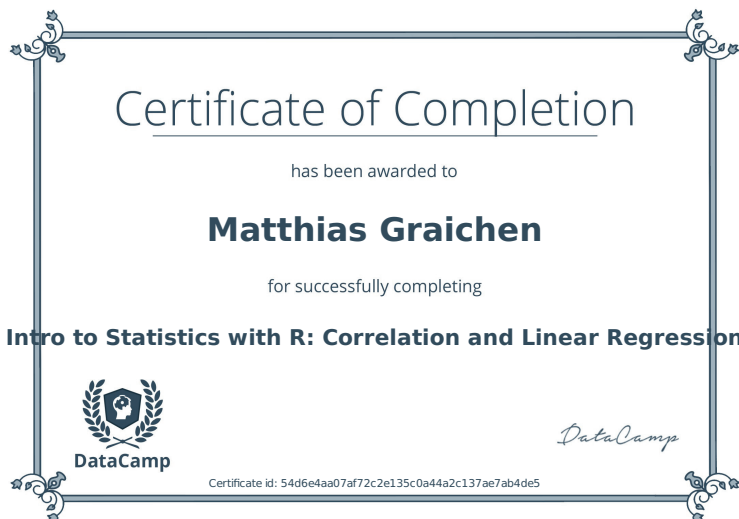 Certificate of Completion
has been awarded to
Matthias Graichen
for successfully completing
Intro to Statistics with R: Correlation and Linear Regression
DataCamp
DataCamp
Certificate id: 54d6e4aa07af72c2e135c0a44a2c137ae7ab4de5